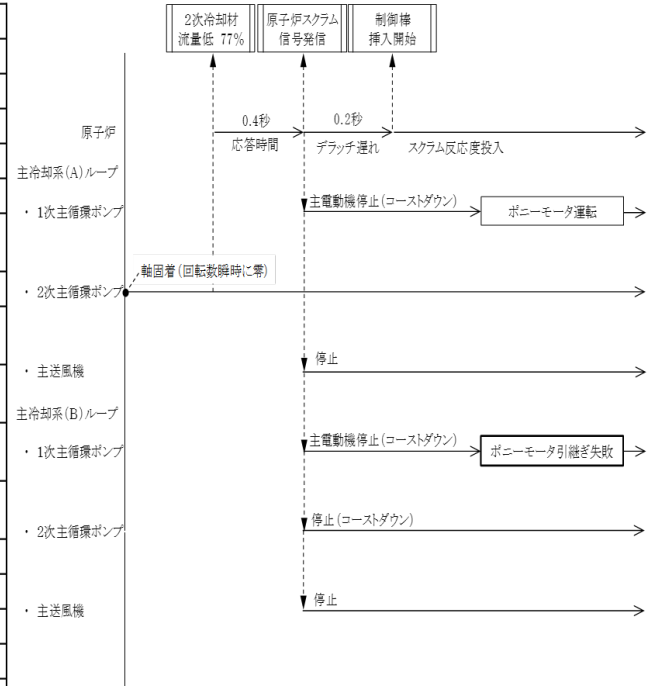 2次冷却材
流量低 77%
原子炉スクラム
信号発信
制御棒
挿入開始
原子炉
0.4秒
応答時間
0.2秒
デラッチ遅れ
スクラム反応度投入
主冷却系(A)ループ
・ 1次主循環ポンプ
主電動機停止(コーストダウン)
ポニーモータ運転
軸固着(回転数瞬時に零)
・ 2次主循環ポンプ
・ 主送風機
停止
主冷却系(B)ループ
・ 1次主循環ポンプ
主電動機停止(コーストダウン)
ポニーモータ引継ぎ失敗
・ 2次主循環ポンプ
停止(コーストダウン)
・ 主送風機
停止